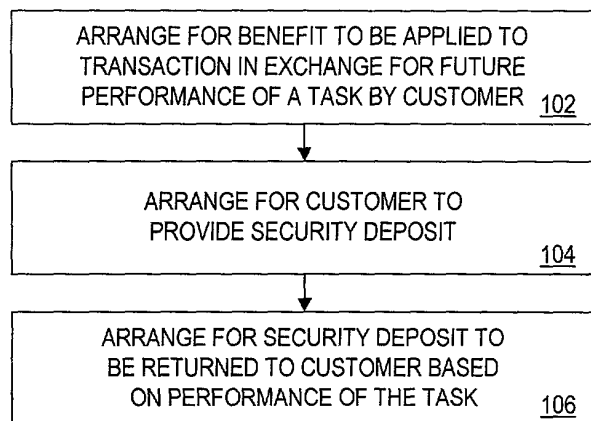 ARRANGE FOR BENEFIT TO BE APPLIED TO
TRANSACTION IN EXCHANGE FOR FUTURE
PERFORMANCE OF A TASK BY CUSTOMER
102
ARRANGE FOR CUSTOMER TO
PROVIDE SECURITY DEPOSIT
104
ARRANGE FOR SECURITY DEPOSIT TO
BE RETURNED TO CUSTOMER BASED
ON PERFORMANCE OF THE TASK
106